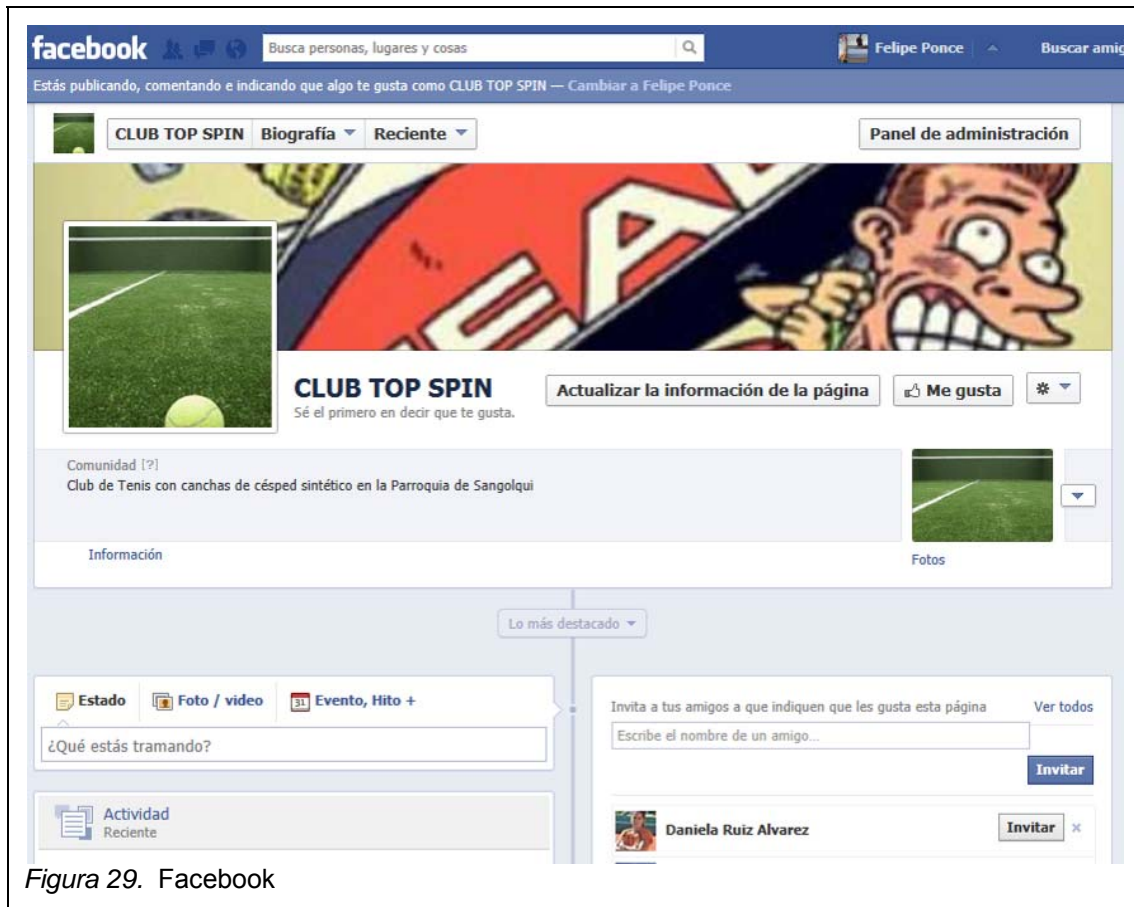 facebook Busca personas, lugares y cosas Felipe Ponce Buscar amig
Estás publicando, comentando e indicando que algo te gusta como CLUB TOP SPIN — Cambiar a Felipe Ponce
CLUB TOP SPIN Biografía Reciente Panel de administración
HEAD
CLUB TOP SPIN Actualizar la información de la página Me gusta
Sé el primero en decir que te gusta.
Comunidad [?]
Club de Tenis con canchas de césped sintético en la Parroquia de Sangolqui
Información Fotos
Lo más destacado
Estado Foto / video 31 Evento, Hito +
¿Qué estás tramando?
Invita a tus amigos a que indiquen que les gusta esta página Ver todos
Escribe el nombre de un amigo...
Invitar
Actividad
Reciente
Daniela Ruiz Alvarez Invitar ×
Figura 29. Facebook